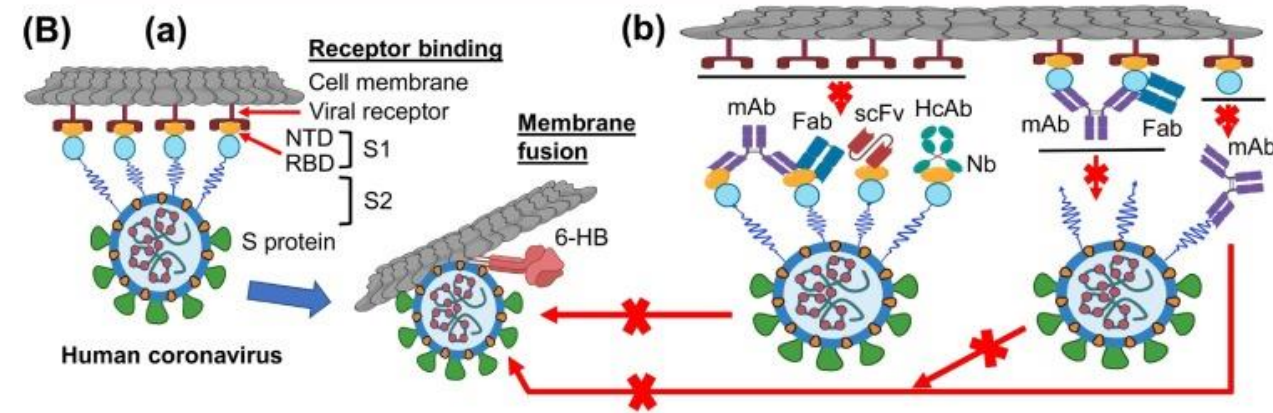 (B)
(a)
Receptor binding
Cell membrane
Viral receptor
NTD
RBD
S1
S2
S protein
Human coronavirus
Membrane
fusion
6-HB
(b)
mAb
Fab
scFv
HcAb
Nb
mAb
Fab
mAb